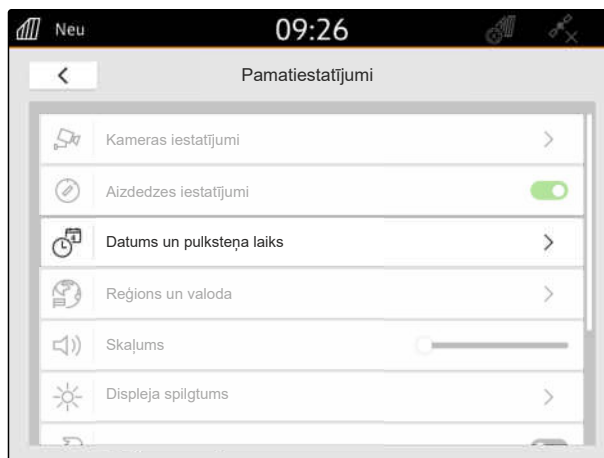 Neu
09:26
Pamatiestatījumi
Kameras iestatījumi
Aizdedzes iestatījumi
Datums un pulksteņa laiks
Reģions un valoda
Skaļums
Displeja spilgtums